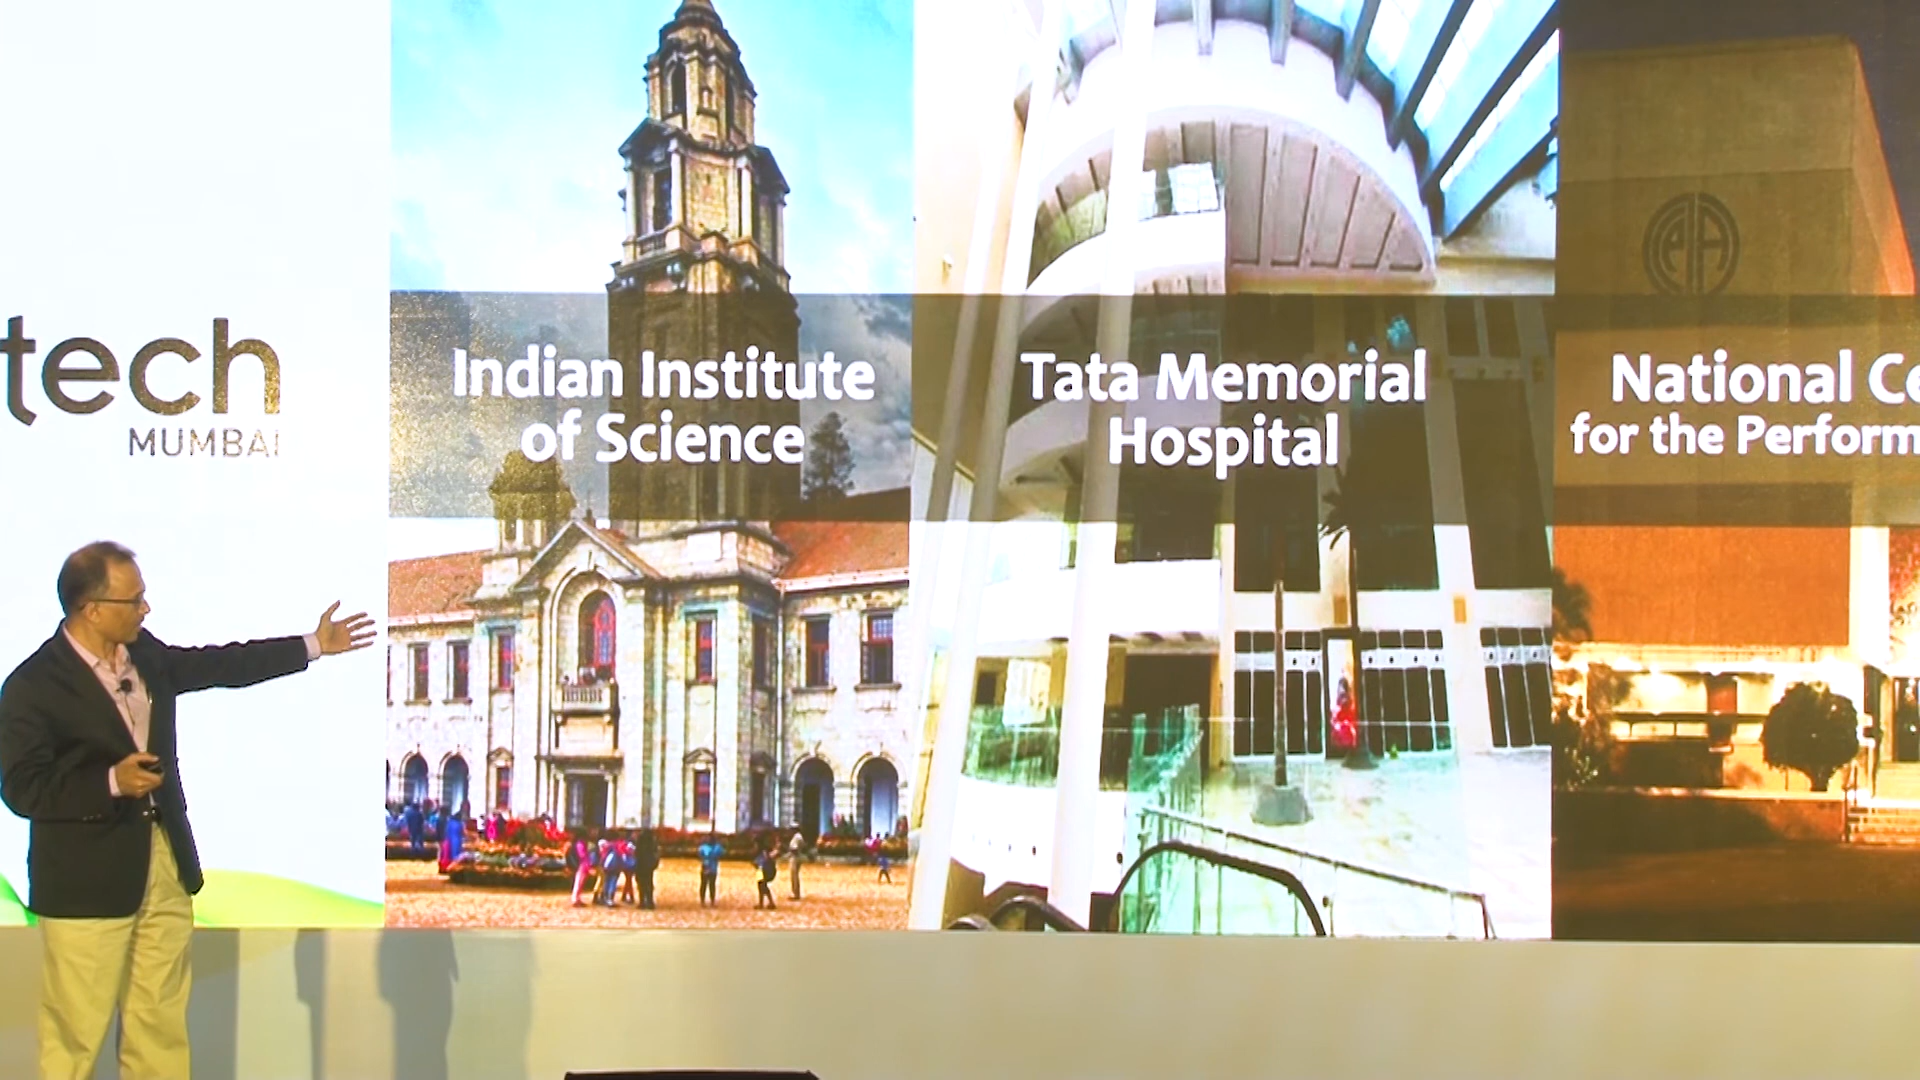 tech
MUMBAI
Indian Institute
of Science
Tata Memorial
Hospital
National Ce
for the Perform